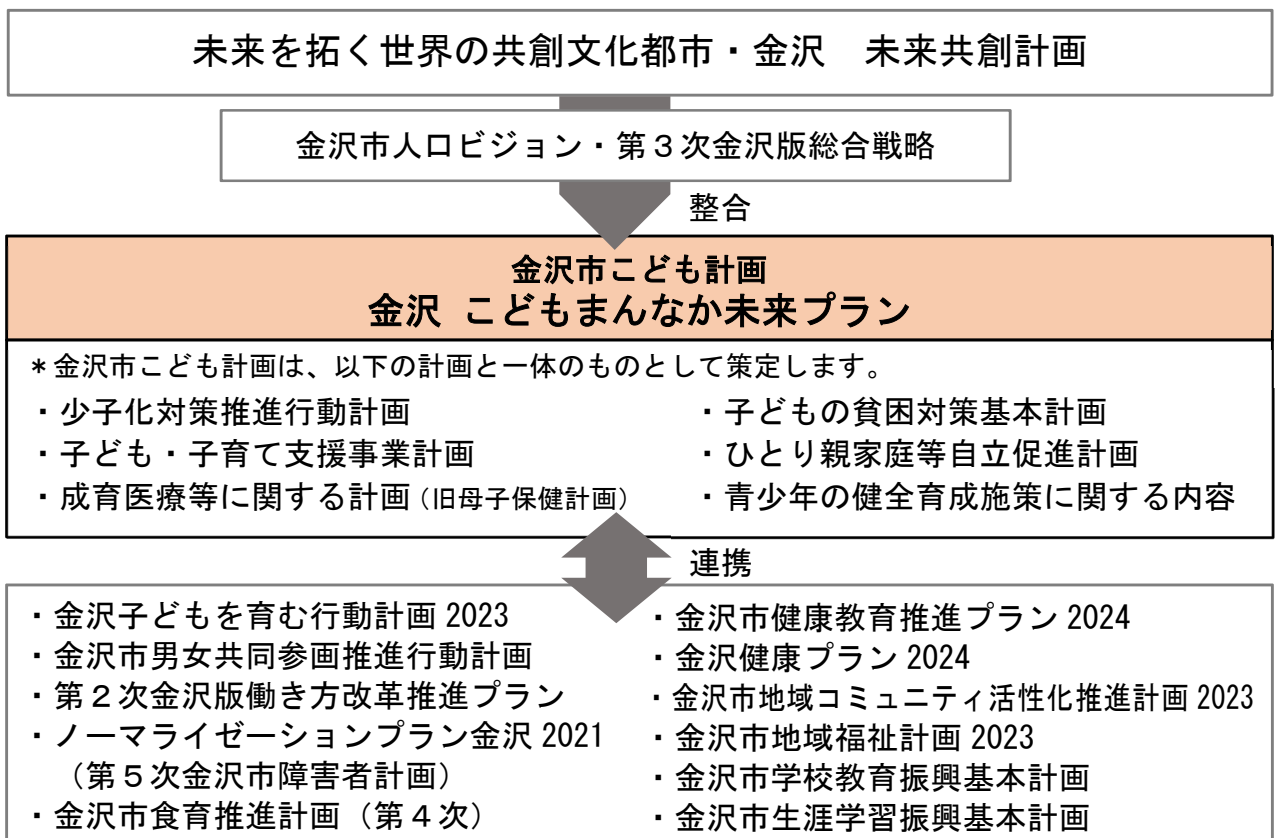 未来を拓く世界の共創文化都市・金沢　未来共創計画
金沢市人口ビジョン・第３次金沢版総合戦略
整合
金沢市こども計画
金沢 こどもまんなか未来プラン
＊金沢市こども計画は、以下の計画と一体のものとして策定します。
・少子化対策推進行動計画
・子ども・子育て支援事業計画
・成育医療等に関する計画（旧母子保健計画）
・子どもの貧困対策基本計画
・ひとり親家庭等自立促進計画
・青少年の健全育成施策に関する内容
連携
・金沢子どもを育む行動計画 2023
・金沢市男女共同参画推進行動計画
・第２次金沢版働き方改革推進プラン
・ノーマライゼーションプラン金沢 2021
（第５次金沢市障害者計画）
・金沢市食育推進計画（第４次）
・金沢市健康教育推進プラン 2024
・金沢健康プラン 2024
・金沢市地域コミュニティ活性化推進計画 2023
・金沢市地域福祉計画 2023
・金沢市学校教育振興基本計画
・金沢市生涯学習振興基本計画